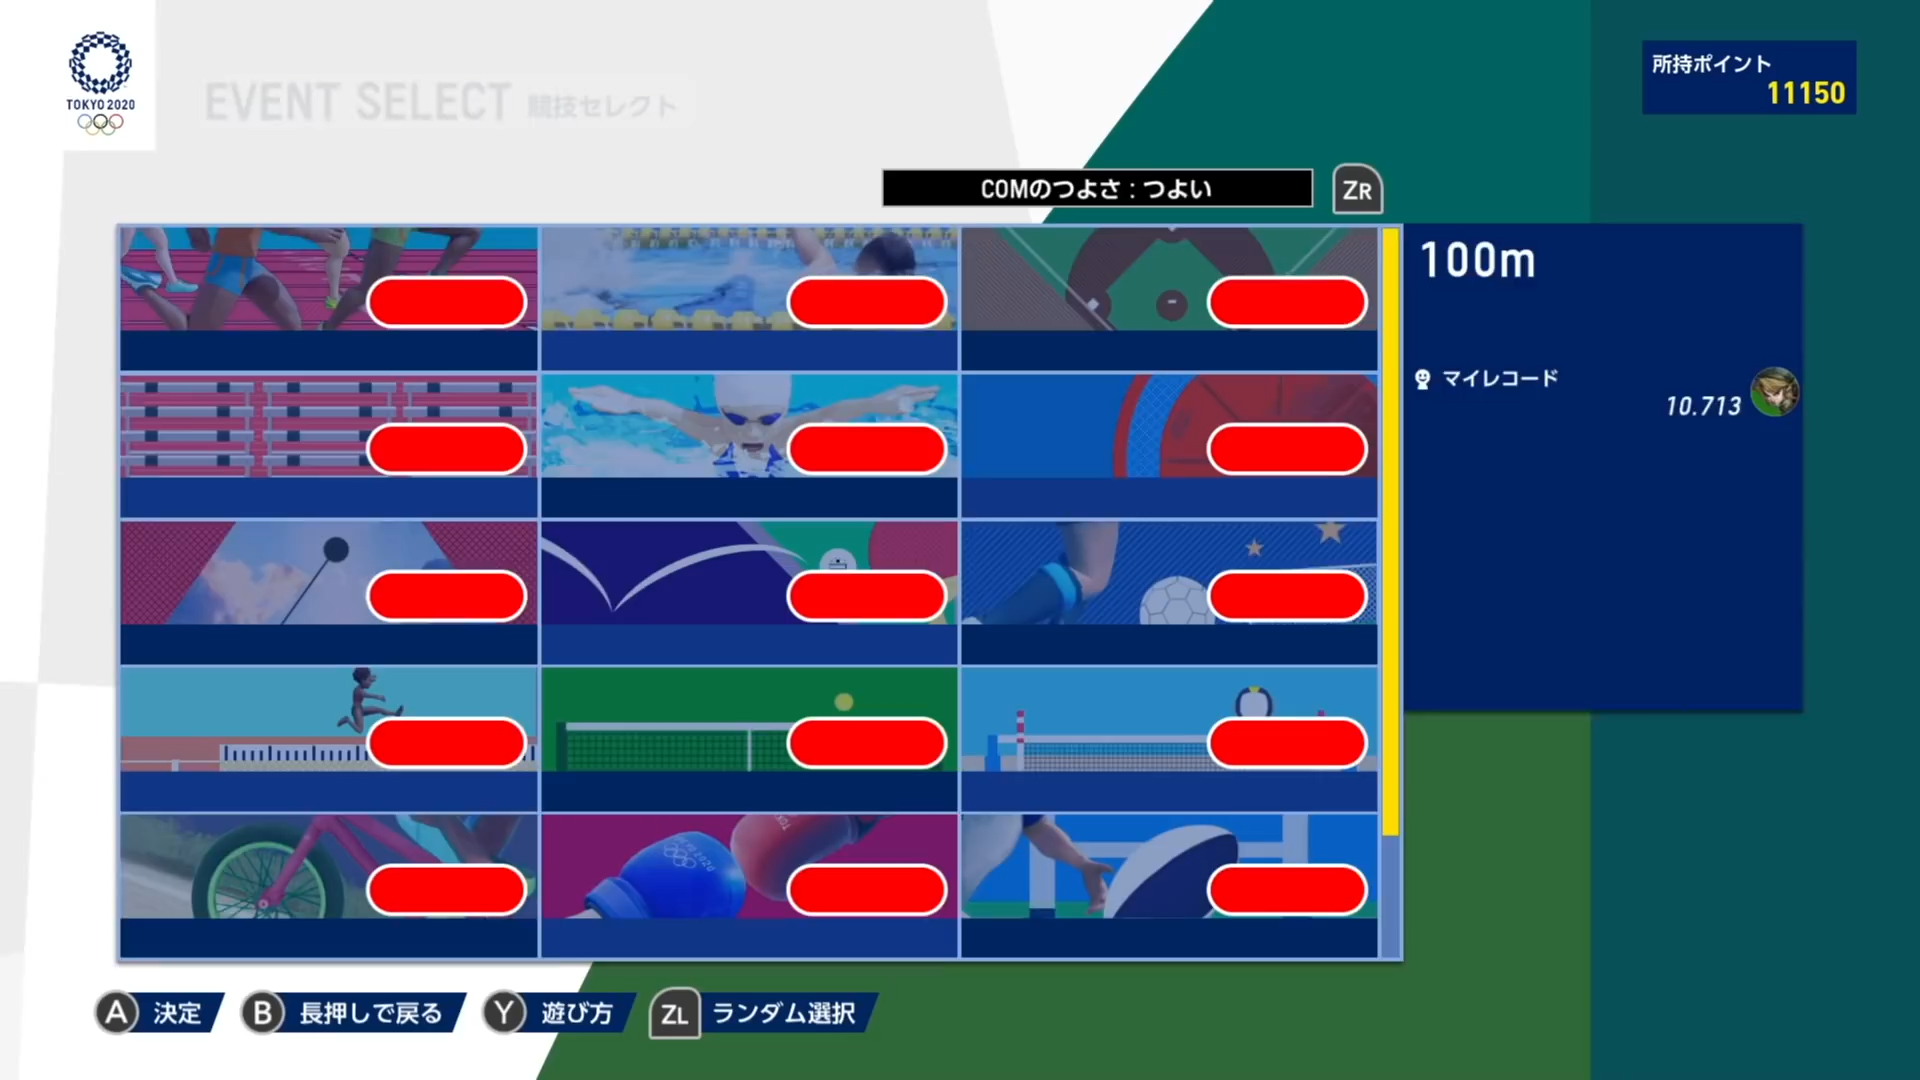 TOKYO 2020
EVENT SELECT 競技セレクト
所持ポイント
11150
COMのつよさ : つよい
ZR
100m
マイレコード
10.713
TOKYO 2020
A 決定
B 長押しで戻る
Y 遊び方
ZL ランダム選択